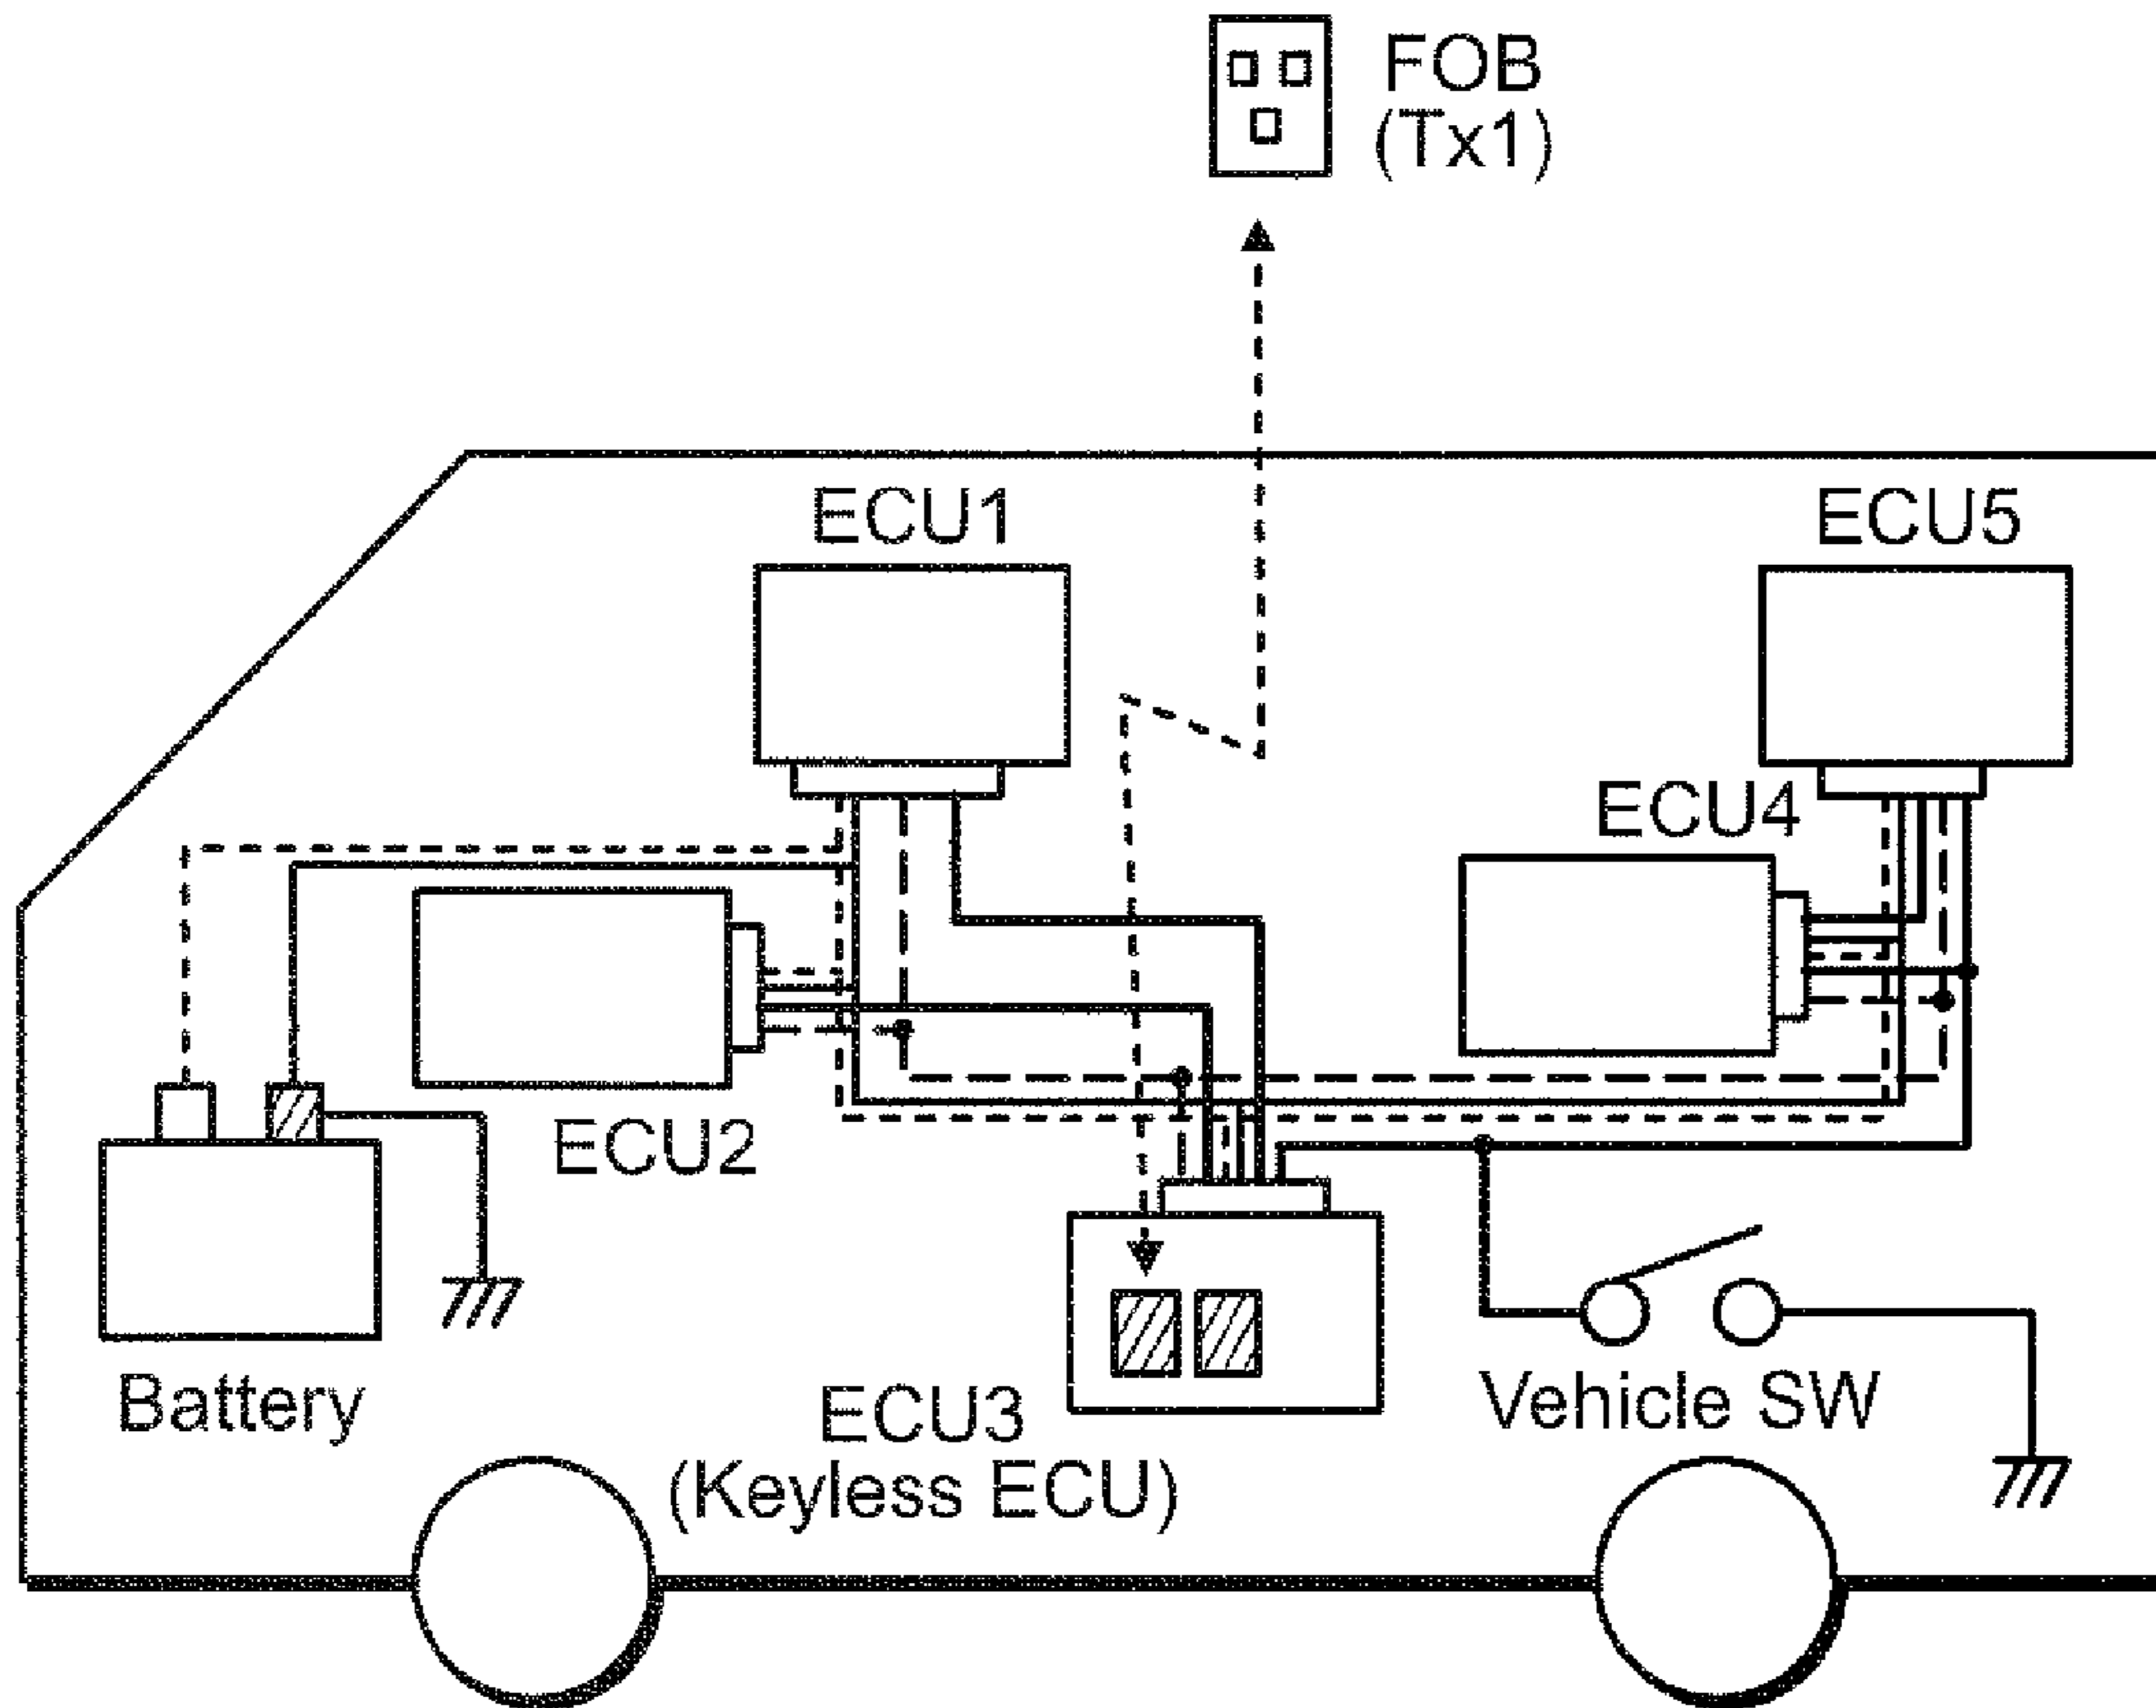 FOB
(Tx1)
ECU1
ECU5
ECU4
ECU2
Battery
ECU3
(Keyless ECU)
Vehicle SW